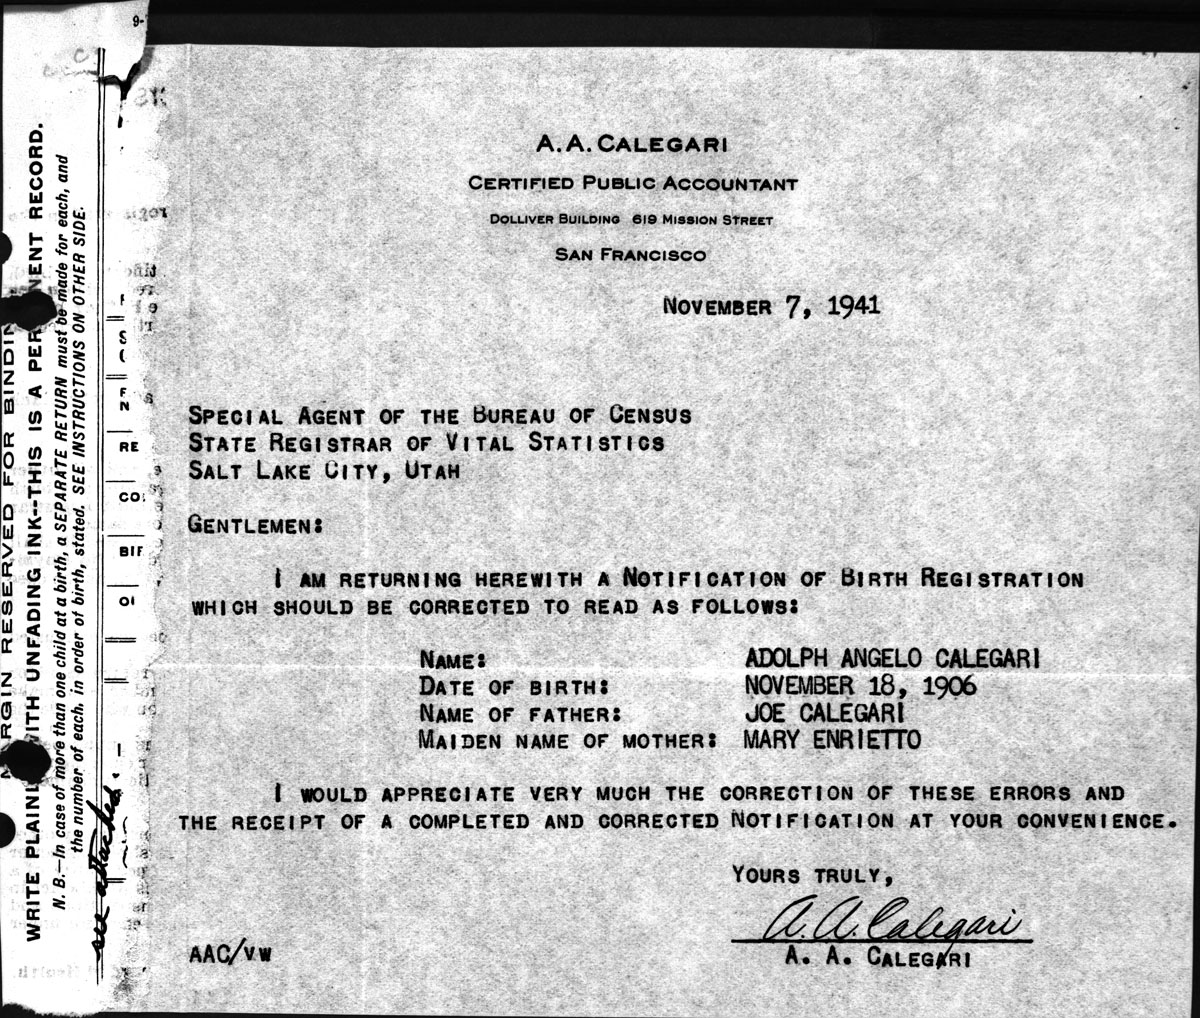 A. A. CALEGARI
CERTIFIED PUBLIC ACCOUNTANT
DOLLIVER BUILDING 619 MISSION STREET
SAN FRANCISCO
NOVEMBER 7, 1941
SPECIAL AGENT OF THE BUREAU OF CENSUS
STATE REGISTRAR OF VITAL STATISTICS
SALT LAKE CITY, UTAH
GENTLEMEN:
I AM RETURNING HEREWITH A NOTIFICATION OF BIRTH REGISTRATION
WHICH SHOULD BE CORRECTED TO READ AS FOLLOWS:
NAME: ADOLPH ANGELO CALEGARI
DATE OF BIRTH: NOVEMBER 18, 1906
NAME OF FATHER: JOE CALEGARI
MAIDEN NAME OF MOTHER: MARY ENRIETTO
I WOULD APPRECIATE VERY MUCH THE CORRECTION OF THESE ERRORS AND
THE RECEIPT OF A COMPLETED AND CORRECTED NOTIFICATION AT YOUR CONVENIENCE.
YOURS TRULY,
A. A. Calegari
A. A. CALEGARI
AAC/VW
RESERVED FOR
WRITE PLAINLY WITH UNFADING INK--THIS IS A PERMANENT RECORD.
N. B.—In case of more than one child at a birth, a SEPARATE RETURN must be made for each, and
the number of each, in order of birth, stated. SEE INSTRUCTIONS ON OTHER SIDE.
see attached.